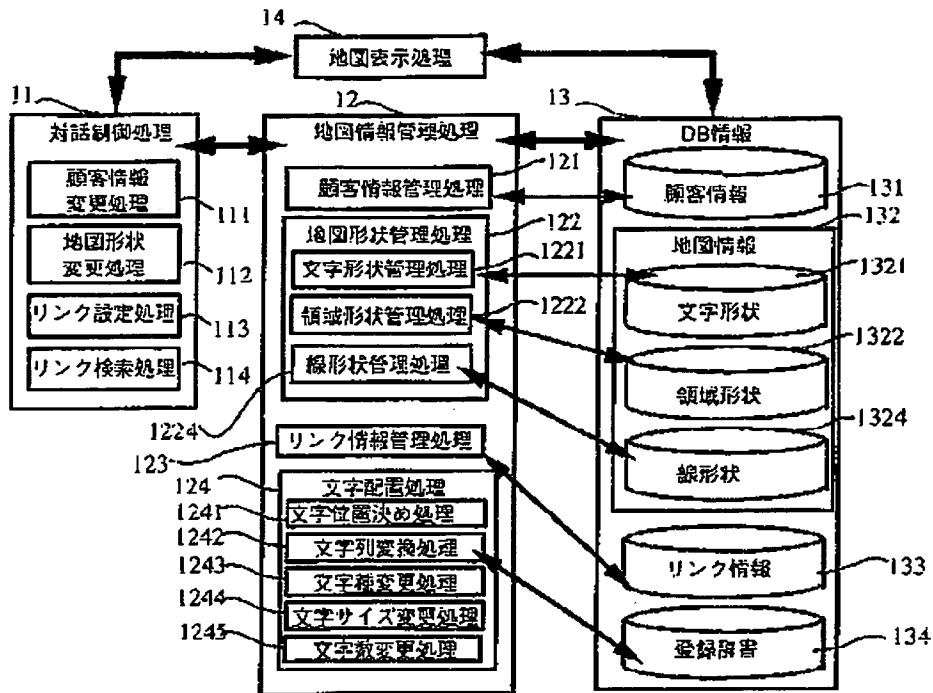 14
地図表示処理
11
対話制御処理
顧客情報
変更処理
111
地図形状
変更処理
112
リンク設定処理
113
リンク検索処理
114
12
地図情報管理処理
121
顧客情報管理処理
地図形状管理処理
122
文字形状管理処理
1221
領域形状管理処理
1222
線形状管理処理
1224
リンク情報管理処理
123
124
文字配置処理
1241
文字位置決め処理
1242
文字列変換処理
1243
文字種変更処理
1244
文字サイズ変更処理
1245
文字数変更処理
13
DB情報
顧客情報
131
132
地図情報
1321
文字形状
1322
領域形状
1324
線形状
リンク情報
133
登録辞書
134